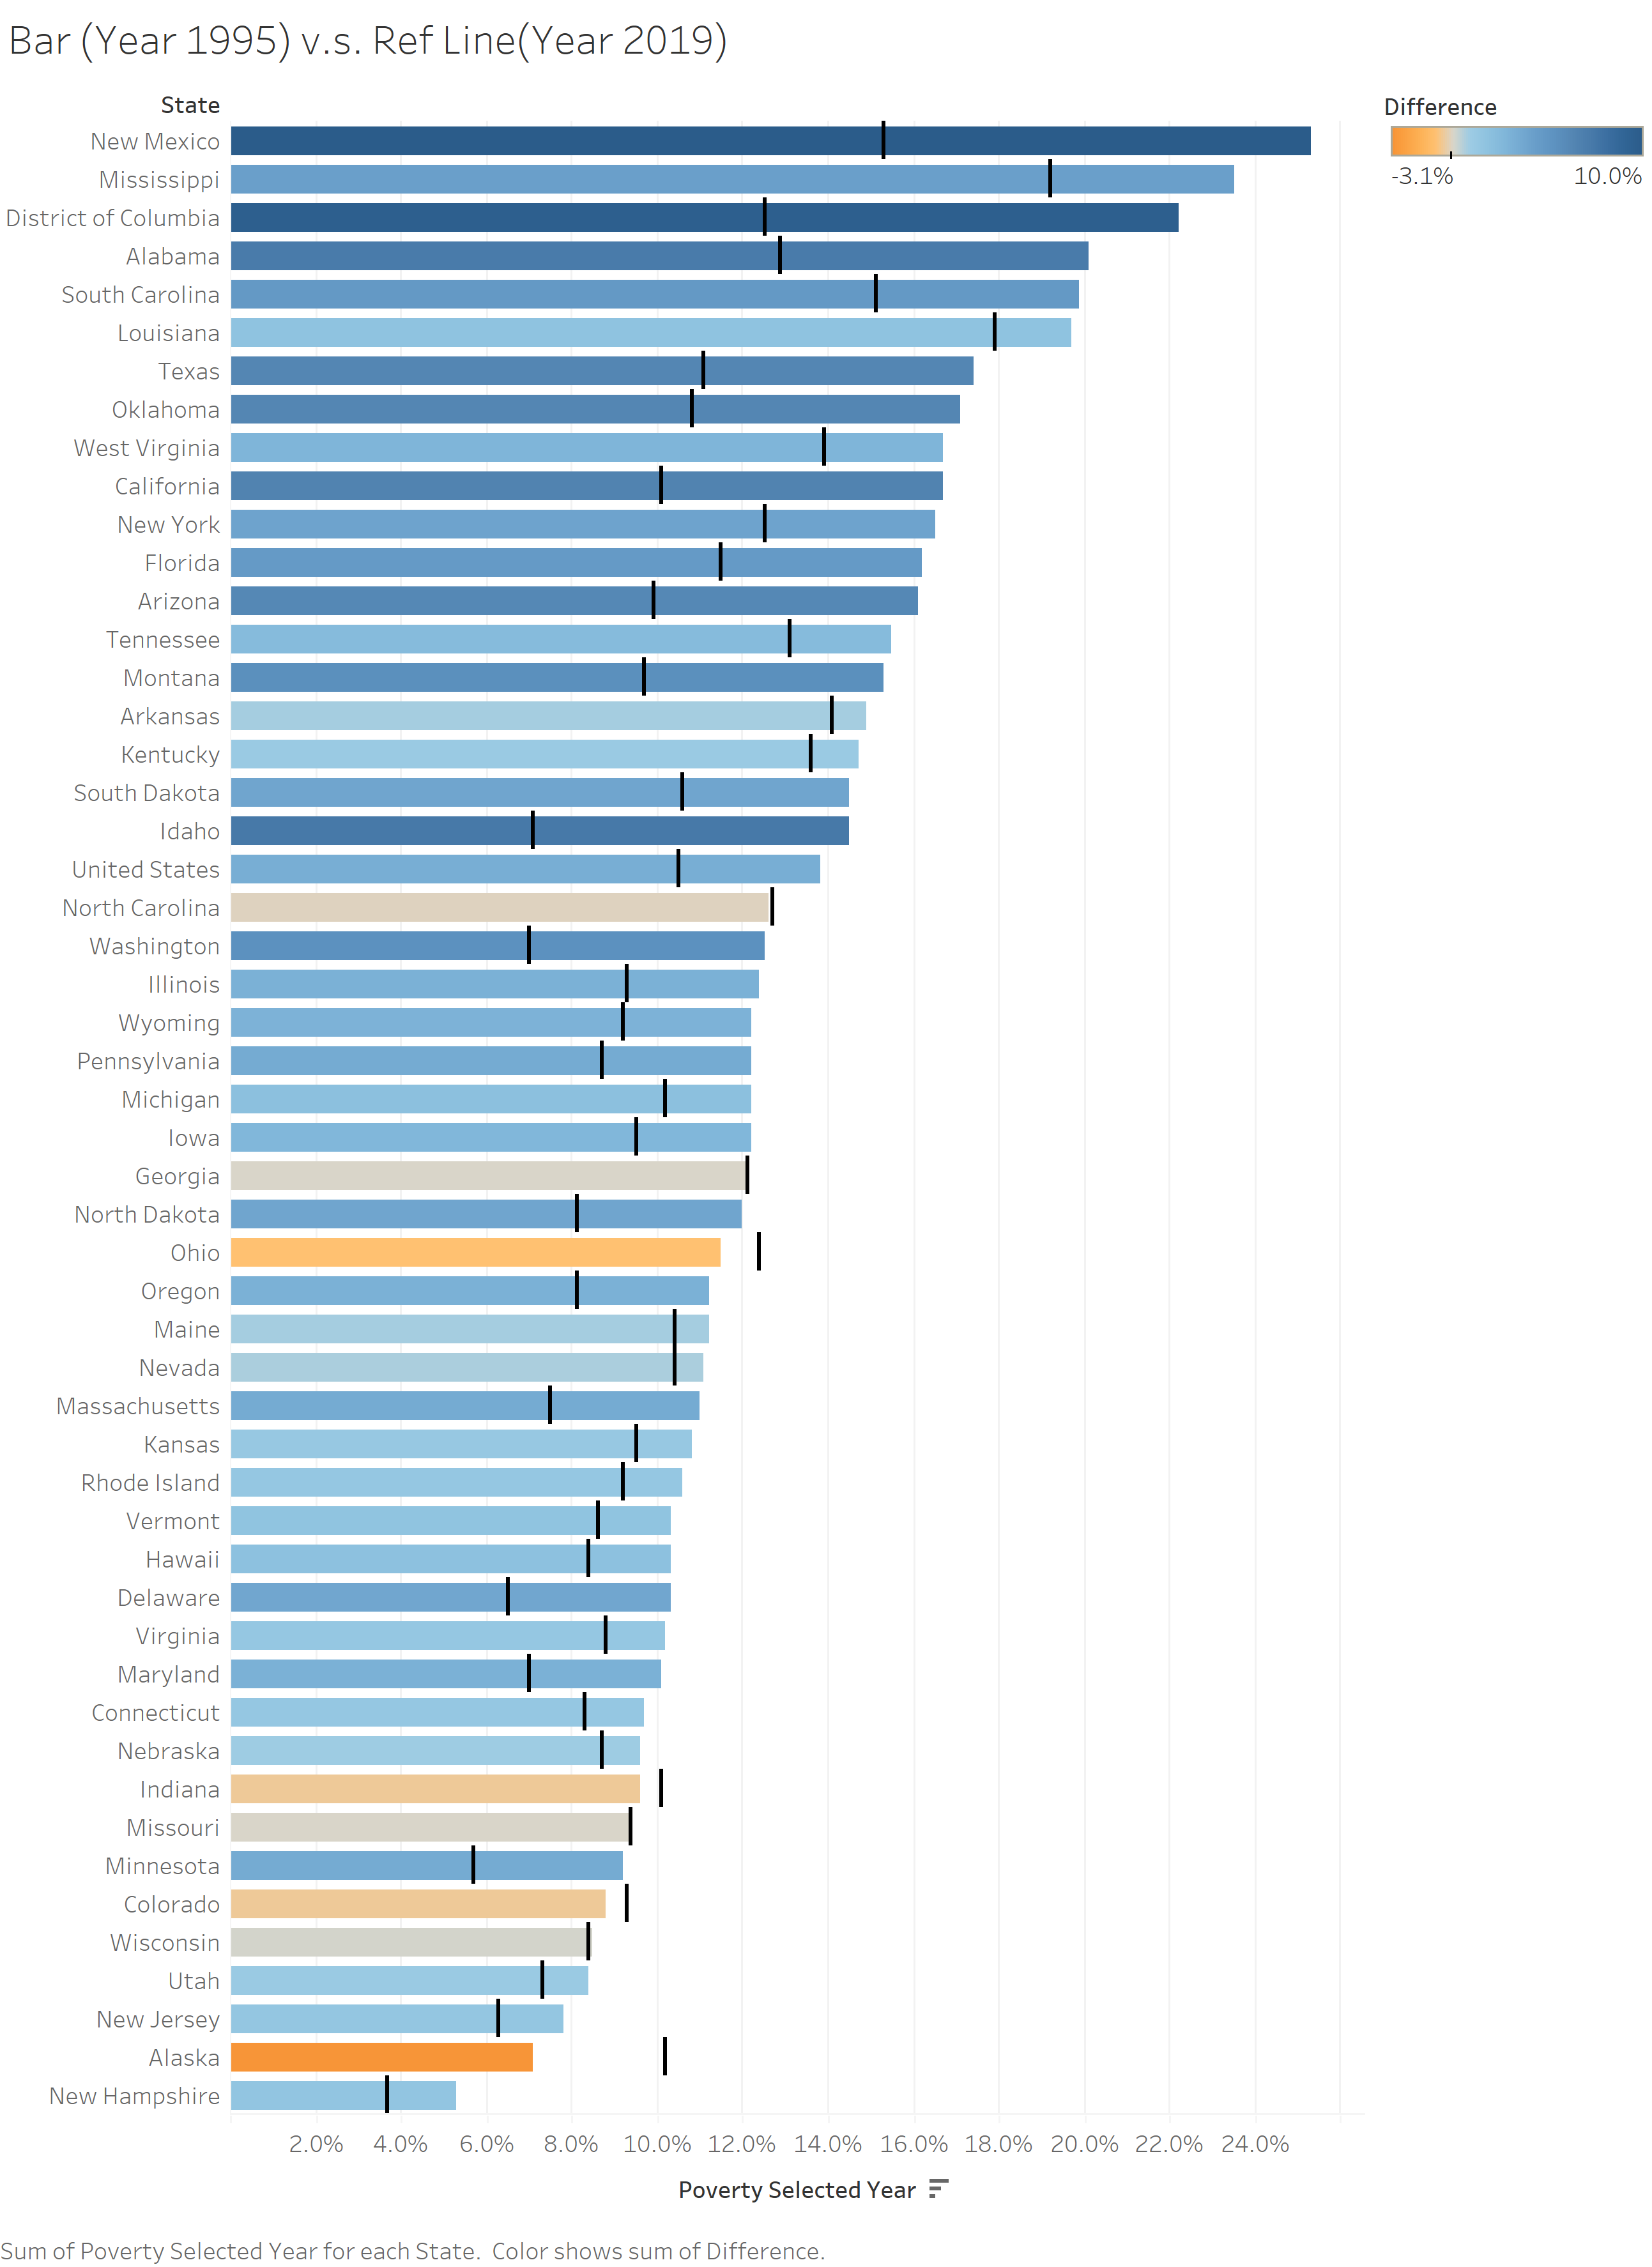 Bar (Year 1995) v.s. Ref Line(Year 2019)
State
Difference
-3.1% 10.0%
New Mexico
Mississippi
District of Columbia
Alabama
South Carolina
Louisiana
Texas
Oklahoma
West Virginia
California
New York
Florida
Arizona
Tennessee
Montana
Arkansas
Kentucky
South Dakota
Idaho
United States
North Carolina
Washington
Illinois
Wyoming
Pennsylvania
Michigan
Iowa
Georgia
North Dakota
Ohio
Oregon
Maine
Nevada
Massachusetts
Kansas
Rhode Island
Vermont
Hawaii
Delaware
Virginia
Maryland
Connecticut
Nebraska
Indiana
Missouri
Minnesota
Colorado
Wisconsin
Utah
New Jersey
Alaska
New Hampshire
2.0% 4.0% 6.0% 8.0% 10.0% 12.0% 14.0% 16.0% 18.0% 20.0% 22.0% 24.0%
Poverty Selected Year
Sum of Poverty Selected Year for each State. Color shows sum of Difference.